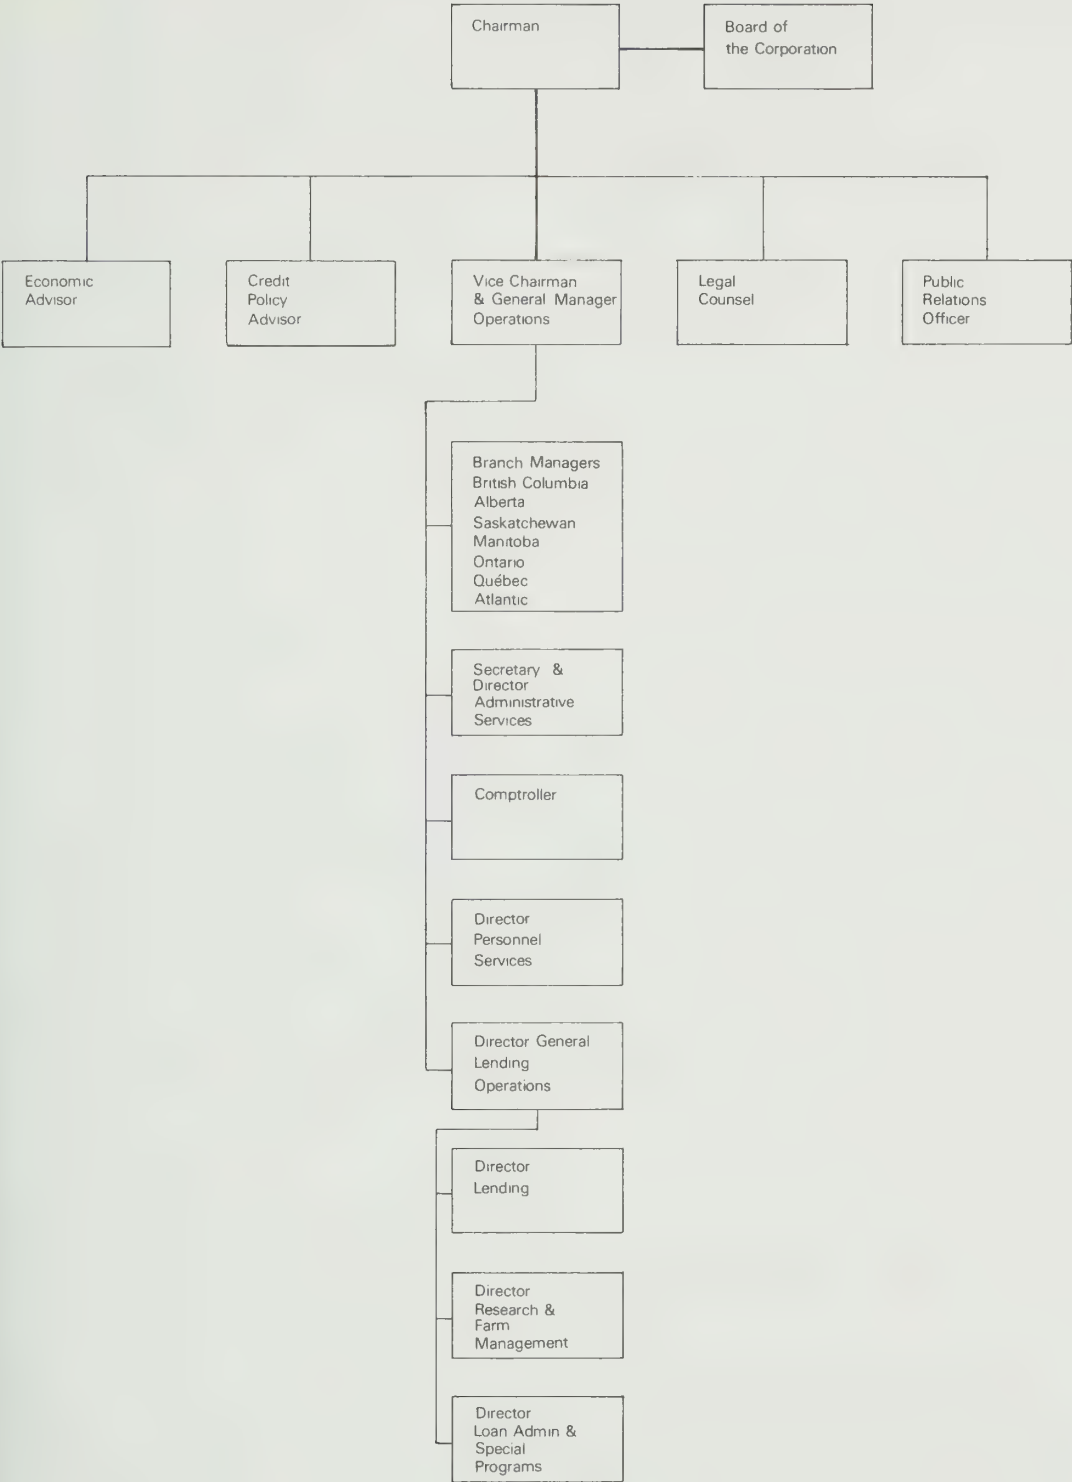 Chairman
Board of
the Corporation
Economic
Advisor
Credit
Policy
Advisor
Vice Chairman
& General Manager
Operations
Legal
Counsel
Public
Relations
Officer
Branch Managers
British Columbia
Alberta
Saskatchewan
Manitoba
Ontario
Québec
Atlantic
Secretary &
Director
Administrative
Services
Comptroller
Director
Personnel
Services
Director General
Lending
Operations
Director
Lending
Director
Research &
Farm
Management
Director
Loan Admin &
Special
Programs